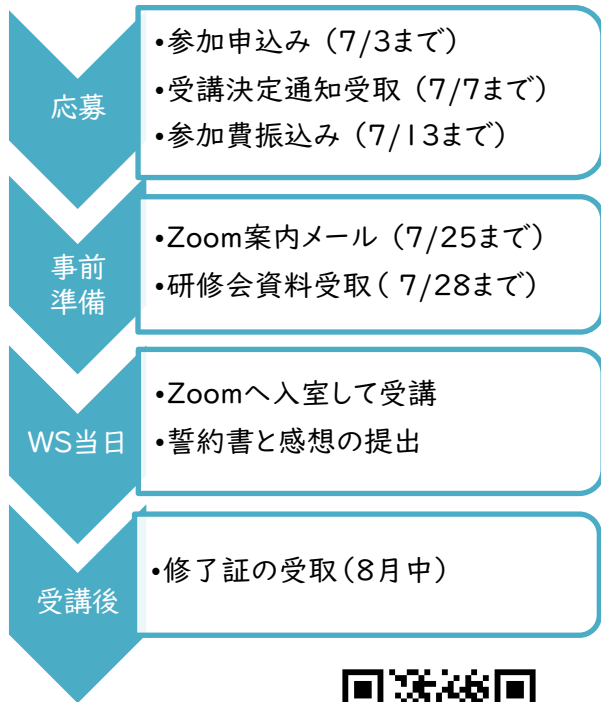 応募
•参加申込み (7/3まで)
•受講決定通知受取 (7/7まで)
•参加費振込み (7/13まで)
事前
準備
•Zoom案内メール (7/25まで)
•研修会資料受取( 7/28まで)
WS当日
•Zoomへ入室して受講
•誓約書と感想の提出
受講後
•修了証の受取(8月中)